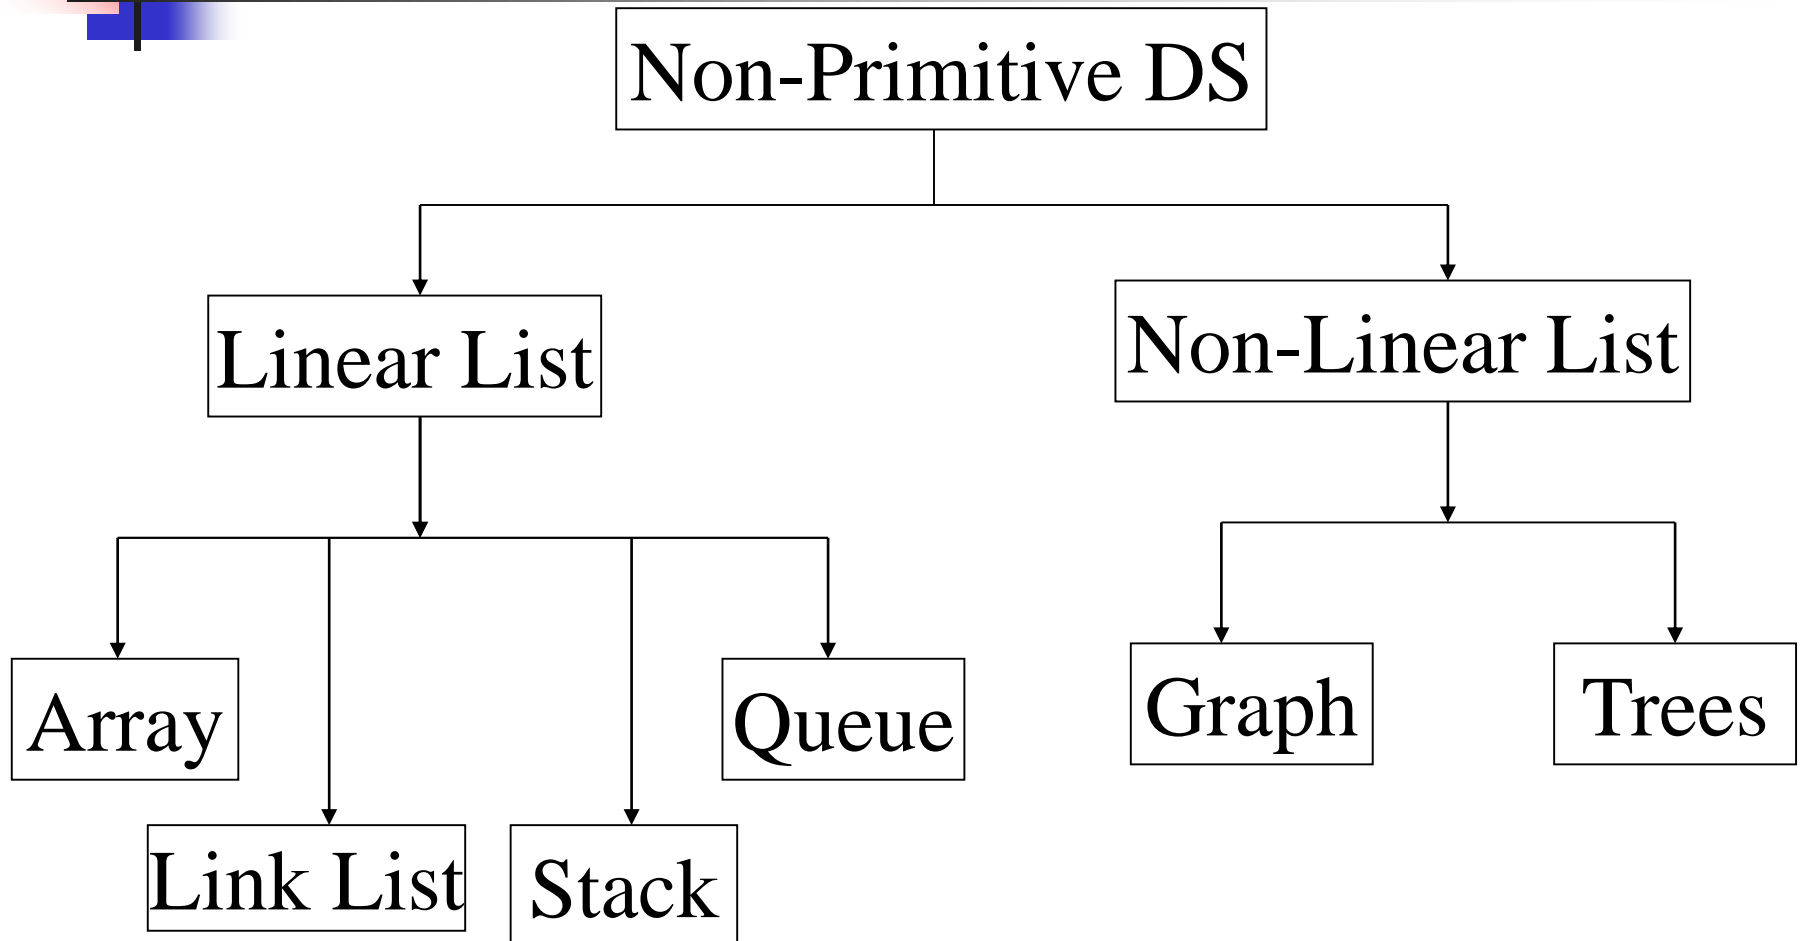 Non-Primitive DS
Linear List
Non-Linear List
Array
Queue
Graph
Trees
Link List
Stack